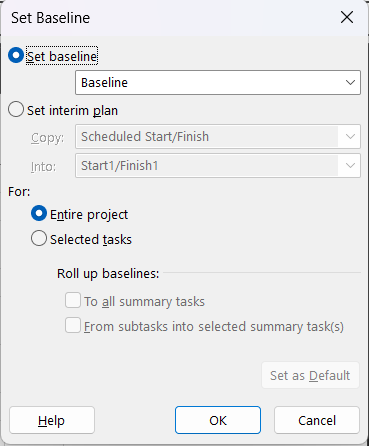 Set Baseline
Set baseline
Baseline
Set interim plan
Copy: Scheduled Start/Finish
Into: Start1/Finish1
For:
Entire project
Selected tasks
Roll up baselines:
To all summary tasks
From subtasks into selected summary task(s)
Set as Default
Help OK Cancel